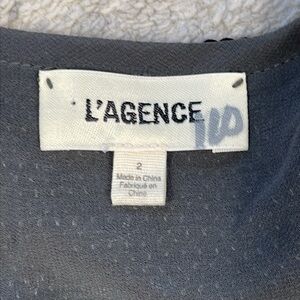 L'AGENCE
2
Made in China
Fabriqué en
Chine